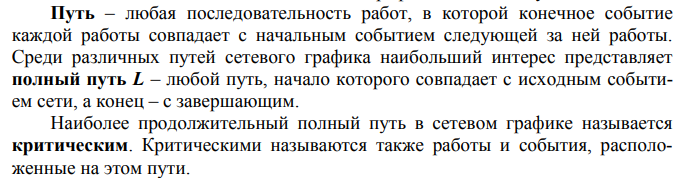 Путь – любая последовательность работ, в которой конечное событие
каждой работы совпадает с начальным событием следующей за ней работы.
Среди различных путей сетевого графика наибольший интерес представляет
полный путь L – любой путь, начало которого совпадает с исходным событи-
ем сети, а конец – с завершающим.
Наиболее продолжительный полный путь в сетевом графике называется
критическим. Критическими называются также работы и события, располо-
женные на этом пути.